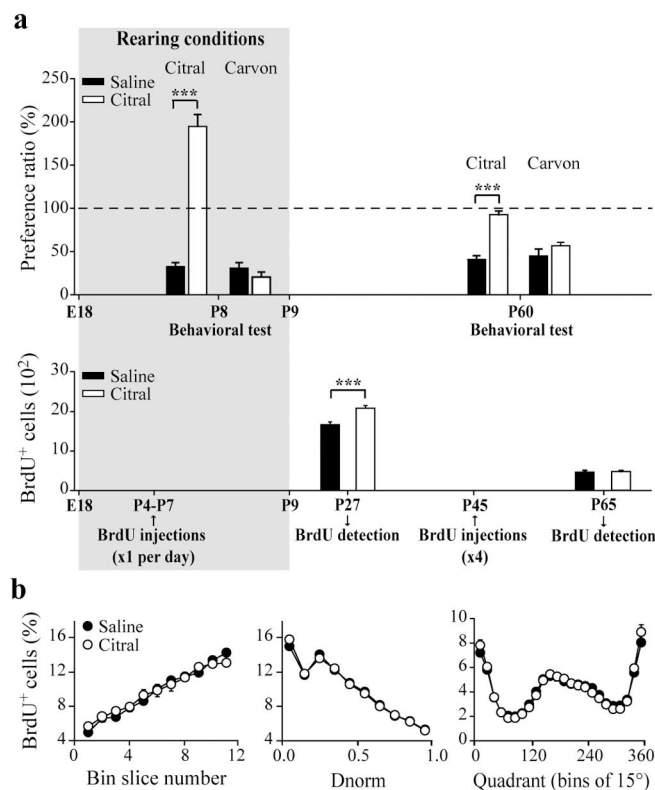 a
Rearing conditions
Saline
Citral
Citral Carvon
***
Citral Carvon
***
Preference ratio (%)
250
200
150
100
50
0
E18 P8 P9 P60
Behavioral test Behavioral test
Saline
Citral
***
BrdU+ cells (10²)
30
20
10
0
E18 P4-P7 P9 P27 P45 P65
↑ ↓ ↑ ↓
BrdU injections BrdU detection BrdU injections BrdU detection
(x1 per day) (x4)
b
Saline
Citral
BrdU+ cells (%)
16
12
8
4
0 4 8 12
Bin slice number
16
12
8
4
0.0 0.5 1.0
Dnorm
10
8
6
4
2
0 120 240 360
Quadrant (bins of 15°)